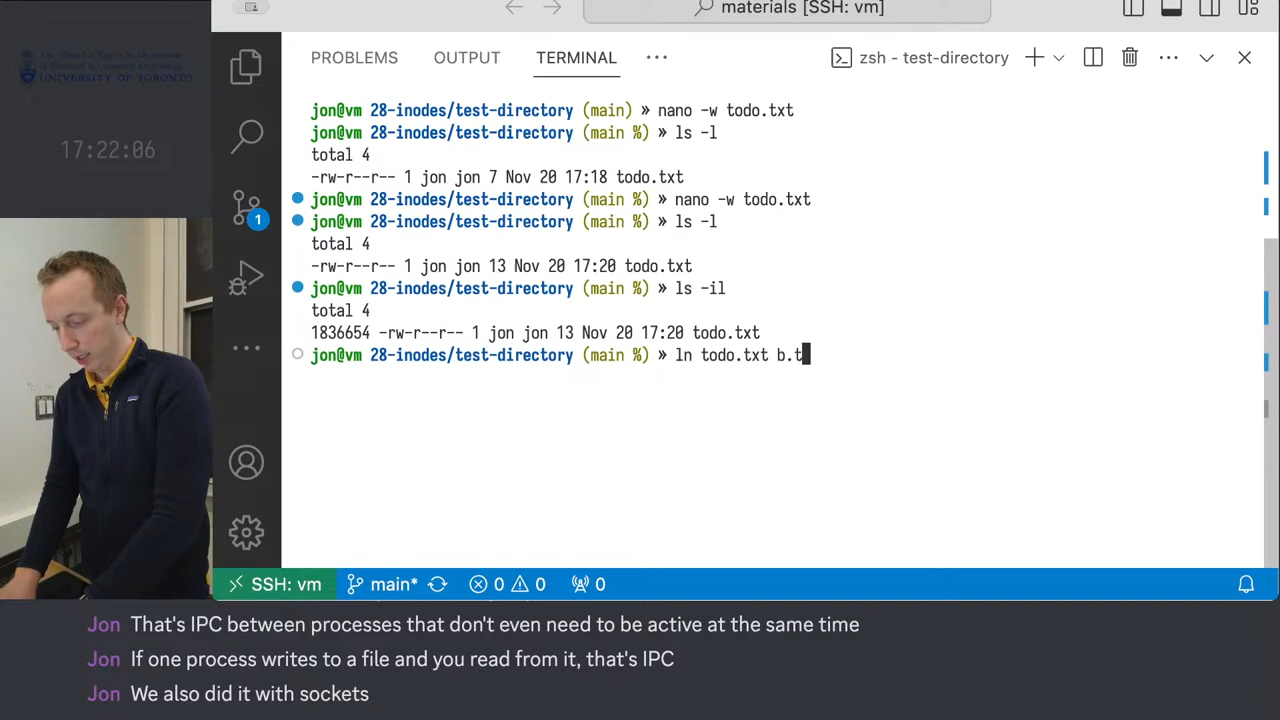 materials [SSH: vm]
UNIVERSITY OF TORONTO
17:22:06
PROBLEMS OUTPUT TERMINAL ... zsh - test-directory
jon@vm 28-inodes/test-directory (main) » nano -w todo.txt
jon@vm 28-inodes/test-directory (main %) » ls -l
total 4
-rw-r--r-- 1 jon jon 7 Nov 20 17:18 todo.txt
jon@vm 28-inodes/test-directory (main %) » nano -w todo.txt
jon@vm 28-inodes/test-directory (main %) » ls -l
total 4
-rw-r--r-- 1 jon jon 13 Nov 20 17:20 todo.txt
jon@vm 28-inodes/test-directory (main %) » ls -il
total 4
1836654 -rw-r--r-- 1 jon jon 13 Nov 20 17:20 todo.txt
jon@vm 28-inodes/test-directory (main %) » ln todo.txt b.t
1
SSH: vm main* 0 0 0
Jon That's IPC between processes that don't even need to be active at the same time
Jon If one process writes to a file and you read from it, that's IPC
Jon We also did it with sockets